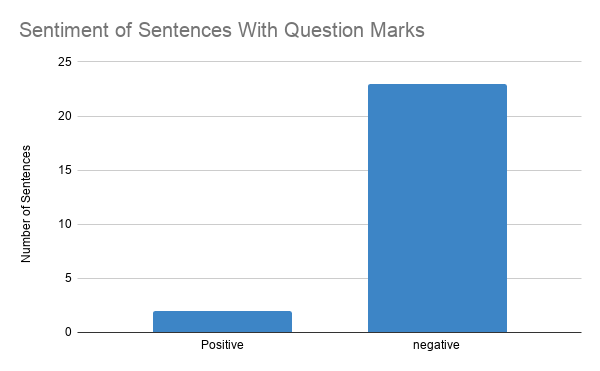 Sentiment of Sentences With Question Marks
25
20
15
10
5
0
Number of Sentences
Positive
negative